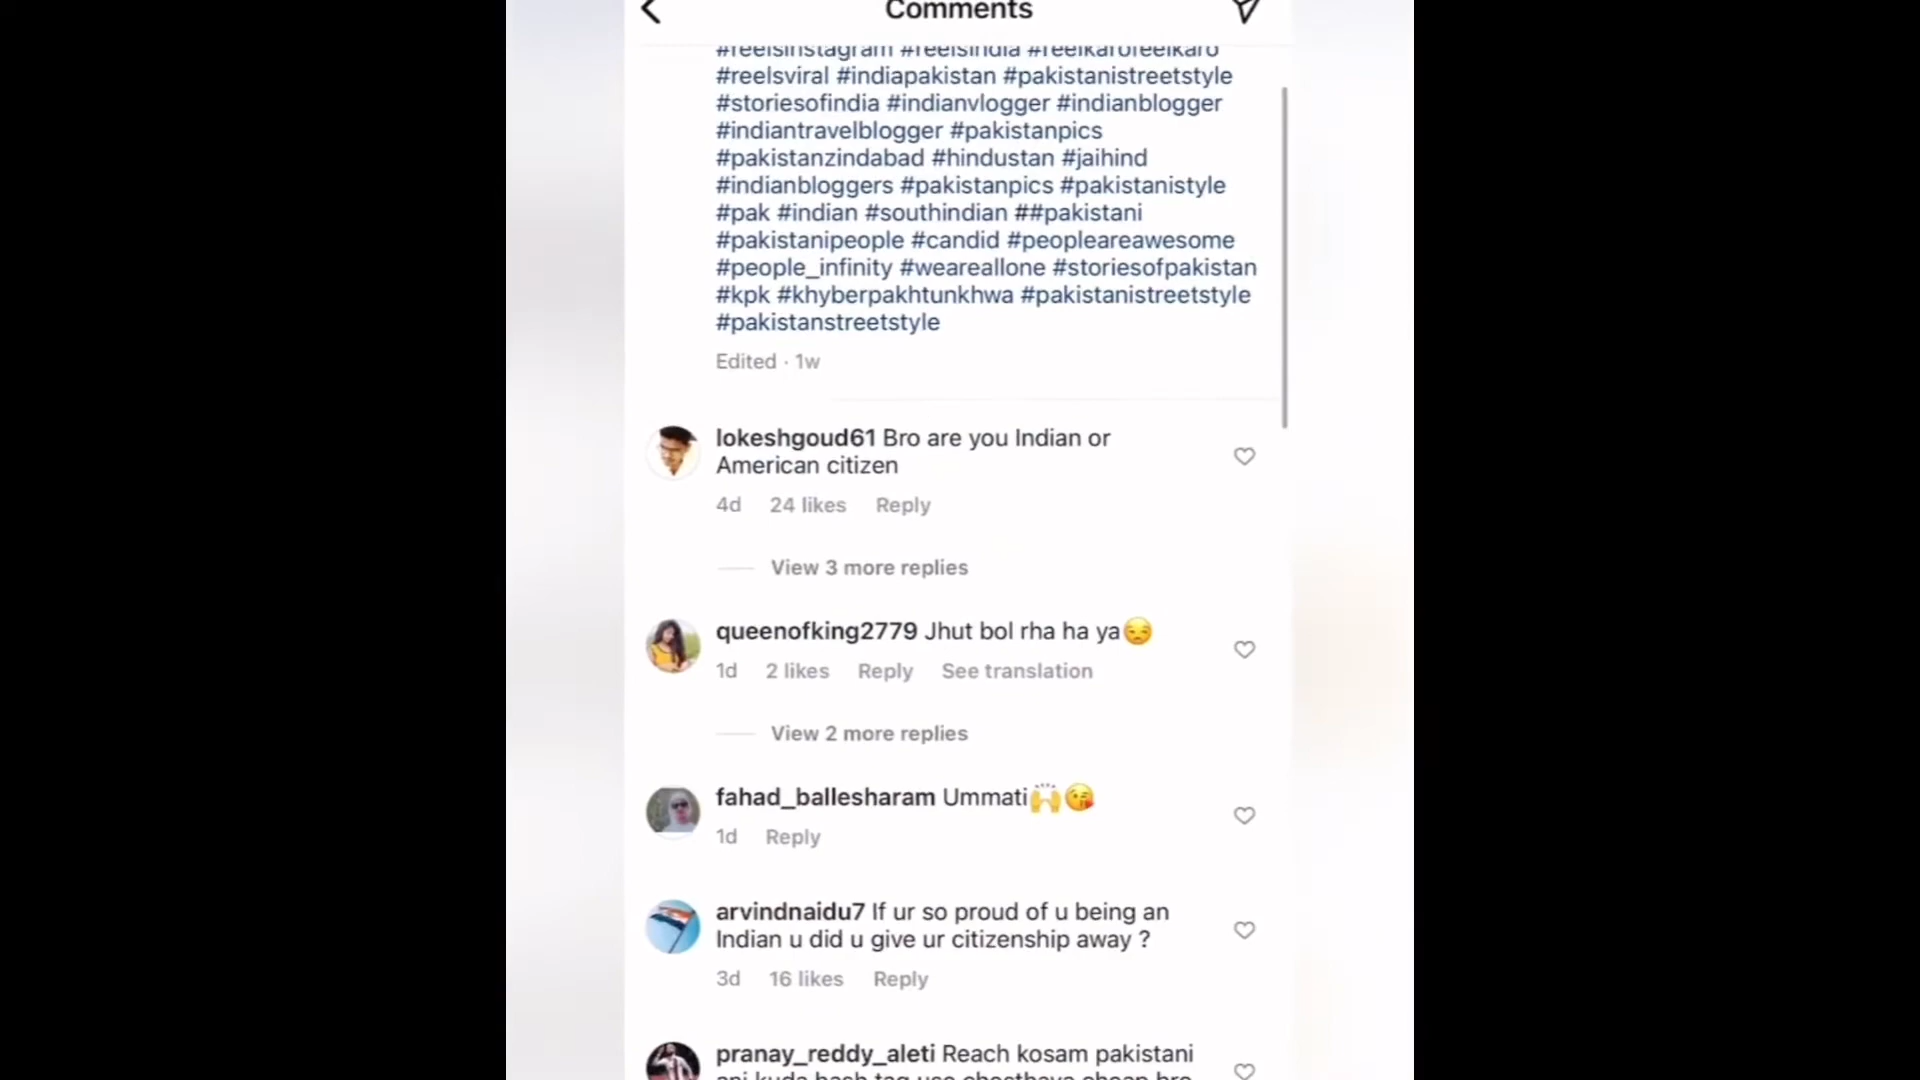 Comments
#reelsinstagram #reelsindia #reelkarofeelkaro
#reelsviral #indiapakistan #pakistanistreetstyle
#storiesofindia #indianvlogger #indianblogger
#indiantravelblogger #pakistanpics
#pakistanzindabad #hindustan #jaihind
#indianbloggers #pakistanpics #pakistanistyle
#pak #indian #southindian ##pakistani
#pakistanipeople #candid #peopleareawesome
#people_infinity #weareallone #storiesofpakistan
#kpk #khyberpakhtunkhwa #pakistanistreetstyle
#pakistanstreetstyle
Edited · 1w
lokeshgoud61 Bro are you Indian or
American citizen
4d 24 likes Reply
View 3 more replies
queenofking2779 Jhut bol rha ha ya😒
1d 2 likes Reply See translation
View 2 more replies
fahad_ballesharam Ummati🙌😘
1d Reply
arvindnaidu7 If ur so proud of u being an
Indian u did u give ur citizenship away ?
3d 16 likes Reply
pranay_reddy_aleti Reach kosam pakistani